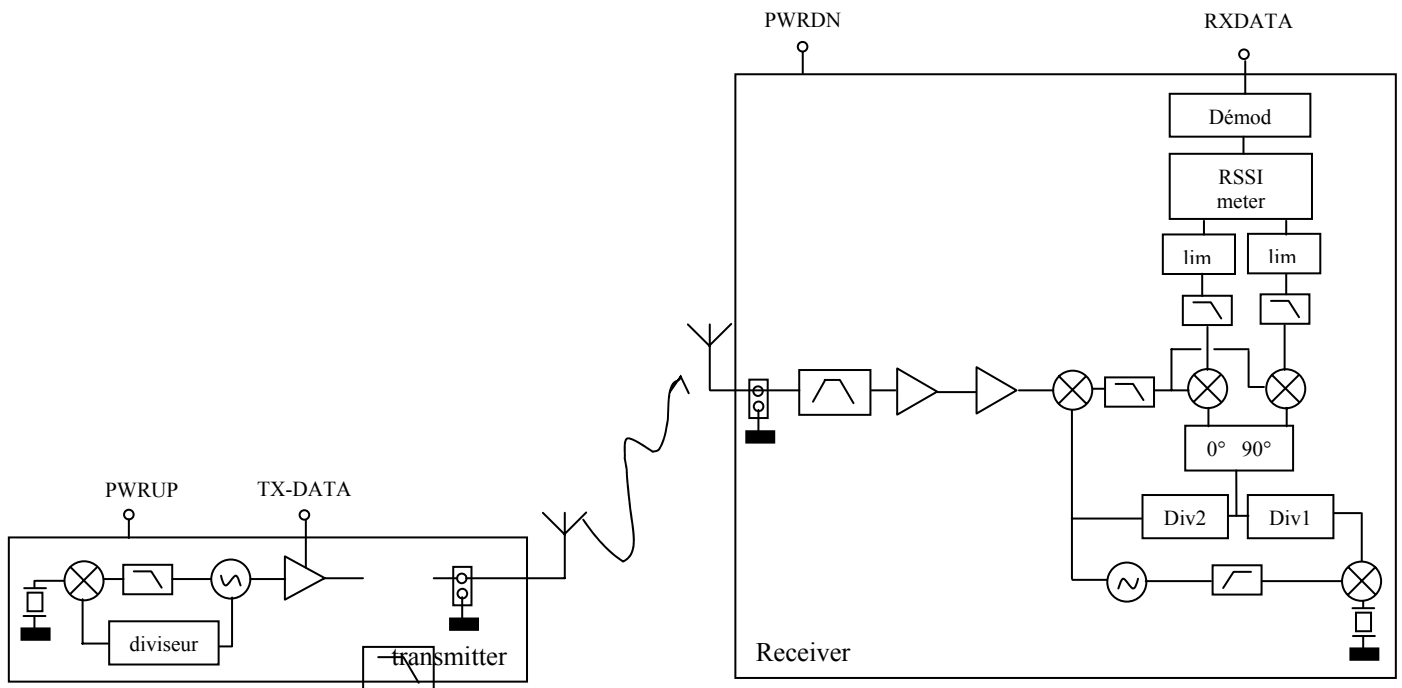 PWRDN
RXDATA
Démod
RSSI
meter
lim
lim
0° 90°
Div2
Div1
Receiver
PWRUP
TX-DATA
diviseur
transmitter